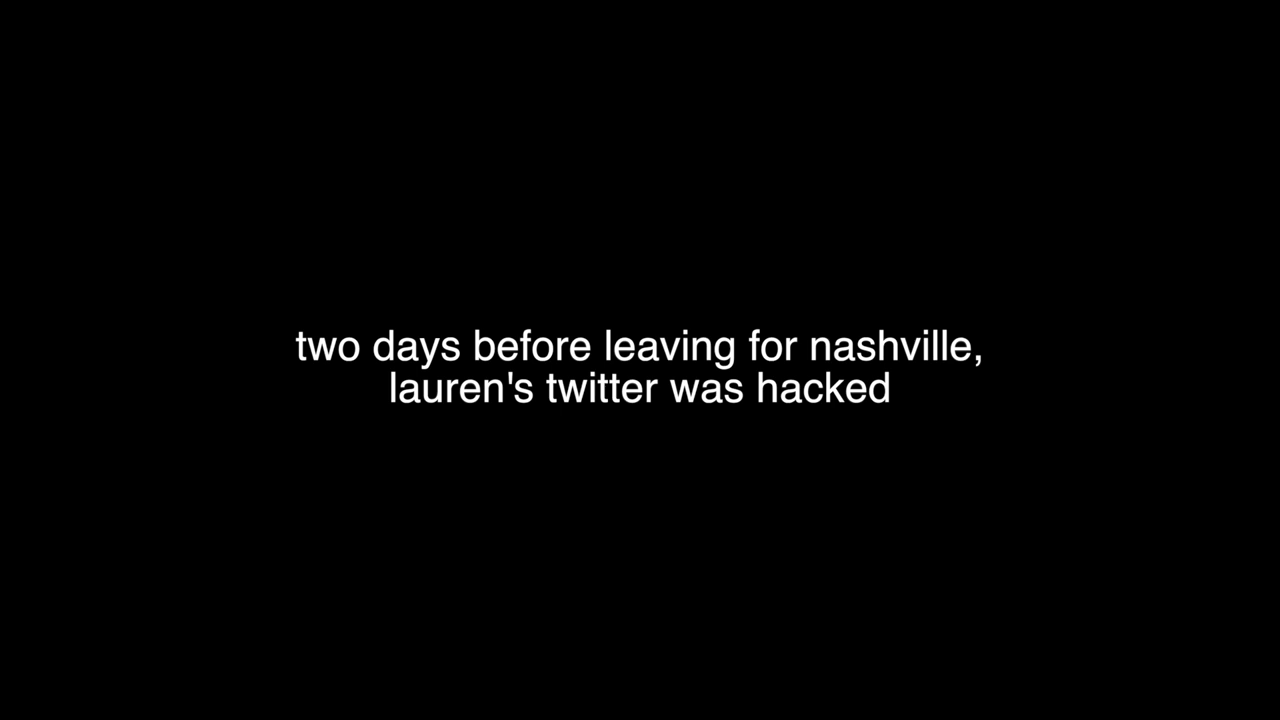 two days before leaving for nashville,
lauren's twitter was hacked